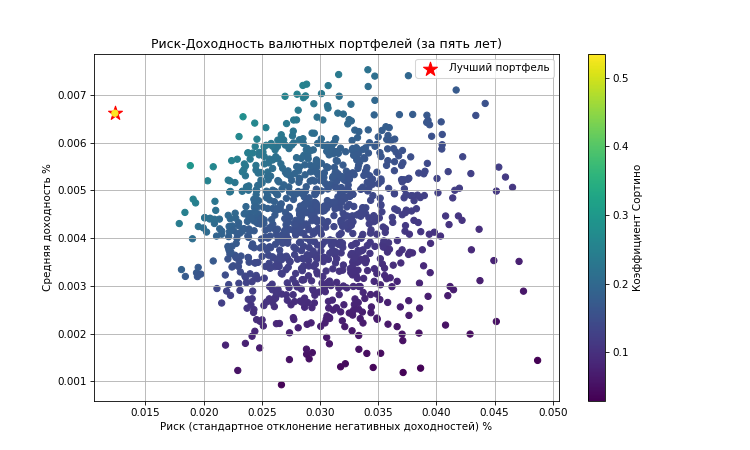 Риск-Доходность валютных портфелей (за пять лет)
Лучший портфель
Средняя доходность %
0.007
0.006
0.005
0.004
0.003
0.002
0.001
0.015 0.020 0.025 0.030 0.035 0.040 0.045 0.050
Риск (стандартное отклонение негативных доходностей) %
0.5
0.4
0.3
0.2
0.1
Коэффициент Сортино